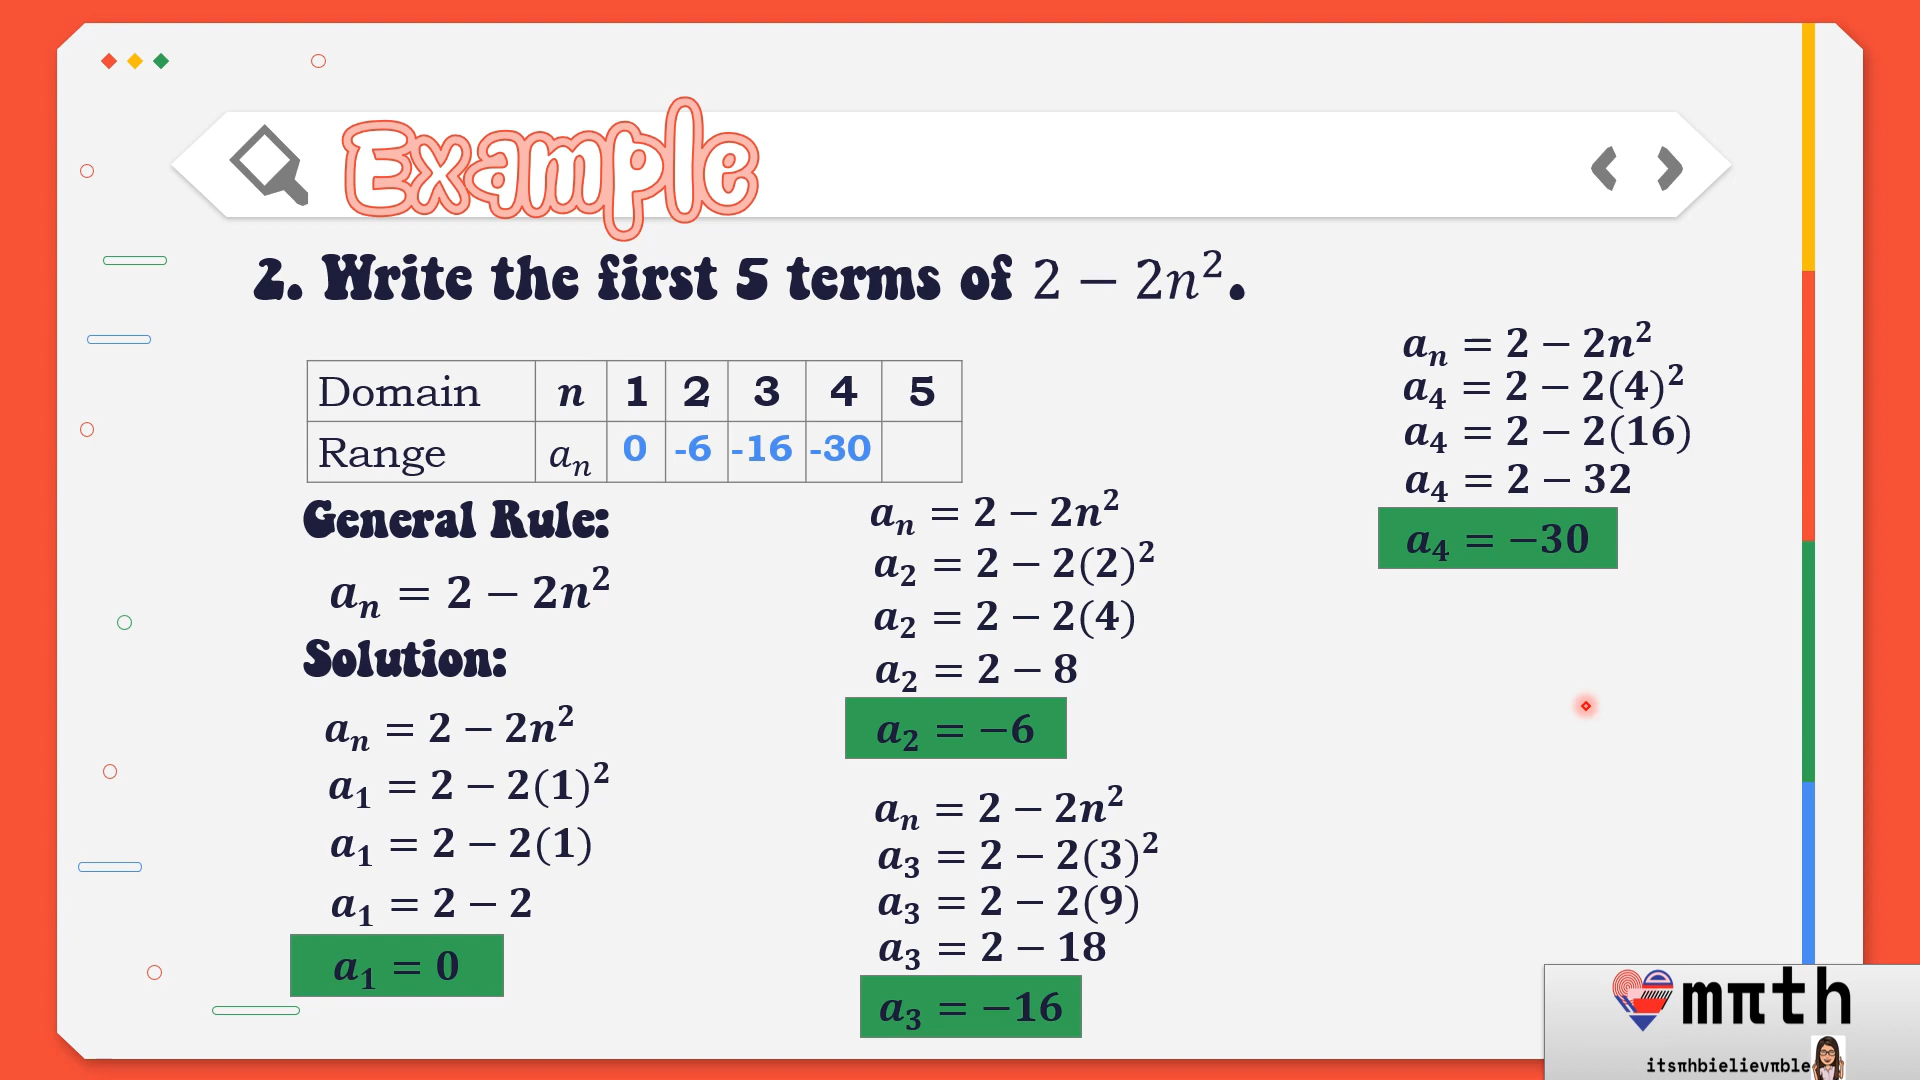 Example
2. Write the first 5 terms of 2 − 2n².
Domain n 1 2 3 4 5
Range aₙ 0 -6 -16 -30
General Rule:
aₙ = 2 − 2n²
Solution:
aₙ = 2 − 2n²
a₁ = 2 − 2(1)²
a₁ = 2 − 2(1)
a₁ = 2 − 2
a₁ = 0
aₙ = 2 − 2n²
a₂ = 2 − 2(2)²
a₂ = 2 − 2(4)
a₂ = 2 − 8
a₂ = −6
aₙ = 2 − 2n²
a₃ = 2 − 2(3)²
a₃ = 2 − 2(9)
a₃ = 2 − 18
a₃ = −16
aₙ = 2 − 2n²
a₄ = 2 − 2(4)²
a₄ = 2 − 2(16)
a₄ = 2 − 32
a₄ = −30
mπth
itsπhbielievπble